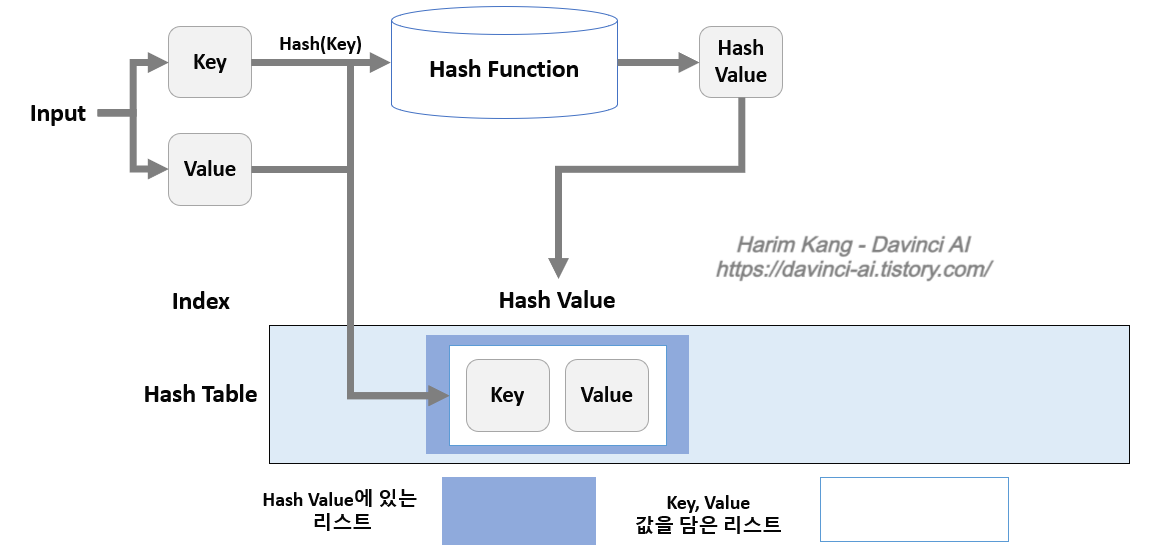 Input
Key
Hash(Key)
Hash Function
Hash
Value
Value
Harim Kang - Davinci AI
https://davinci-ai.tistory.com/
Index
Hash Value
Hash Table
Key
Value
Hash Value에 있는
리스트
Key, Value
값을 담은 리스트